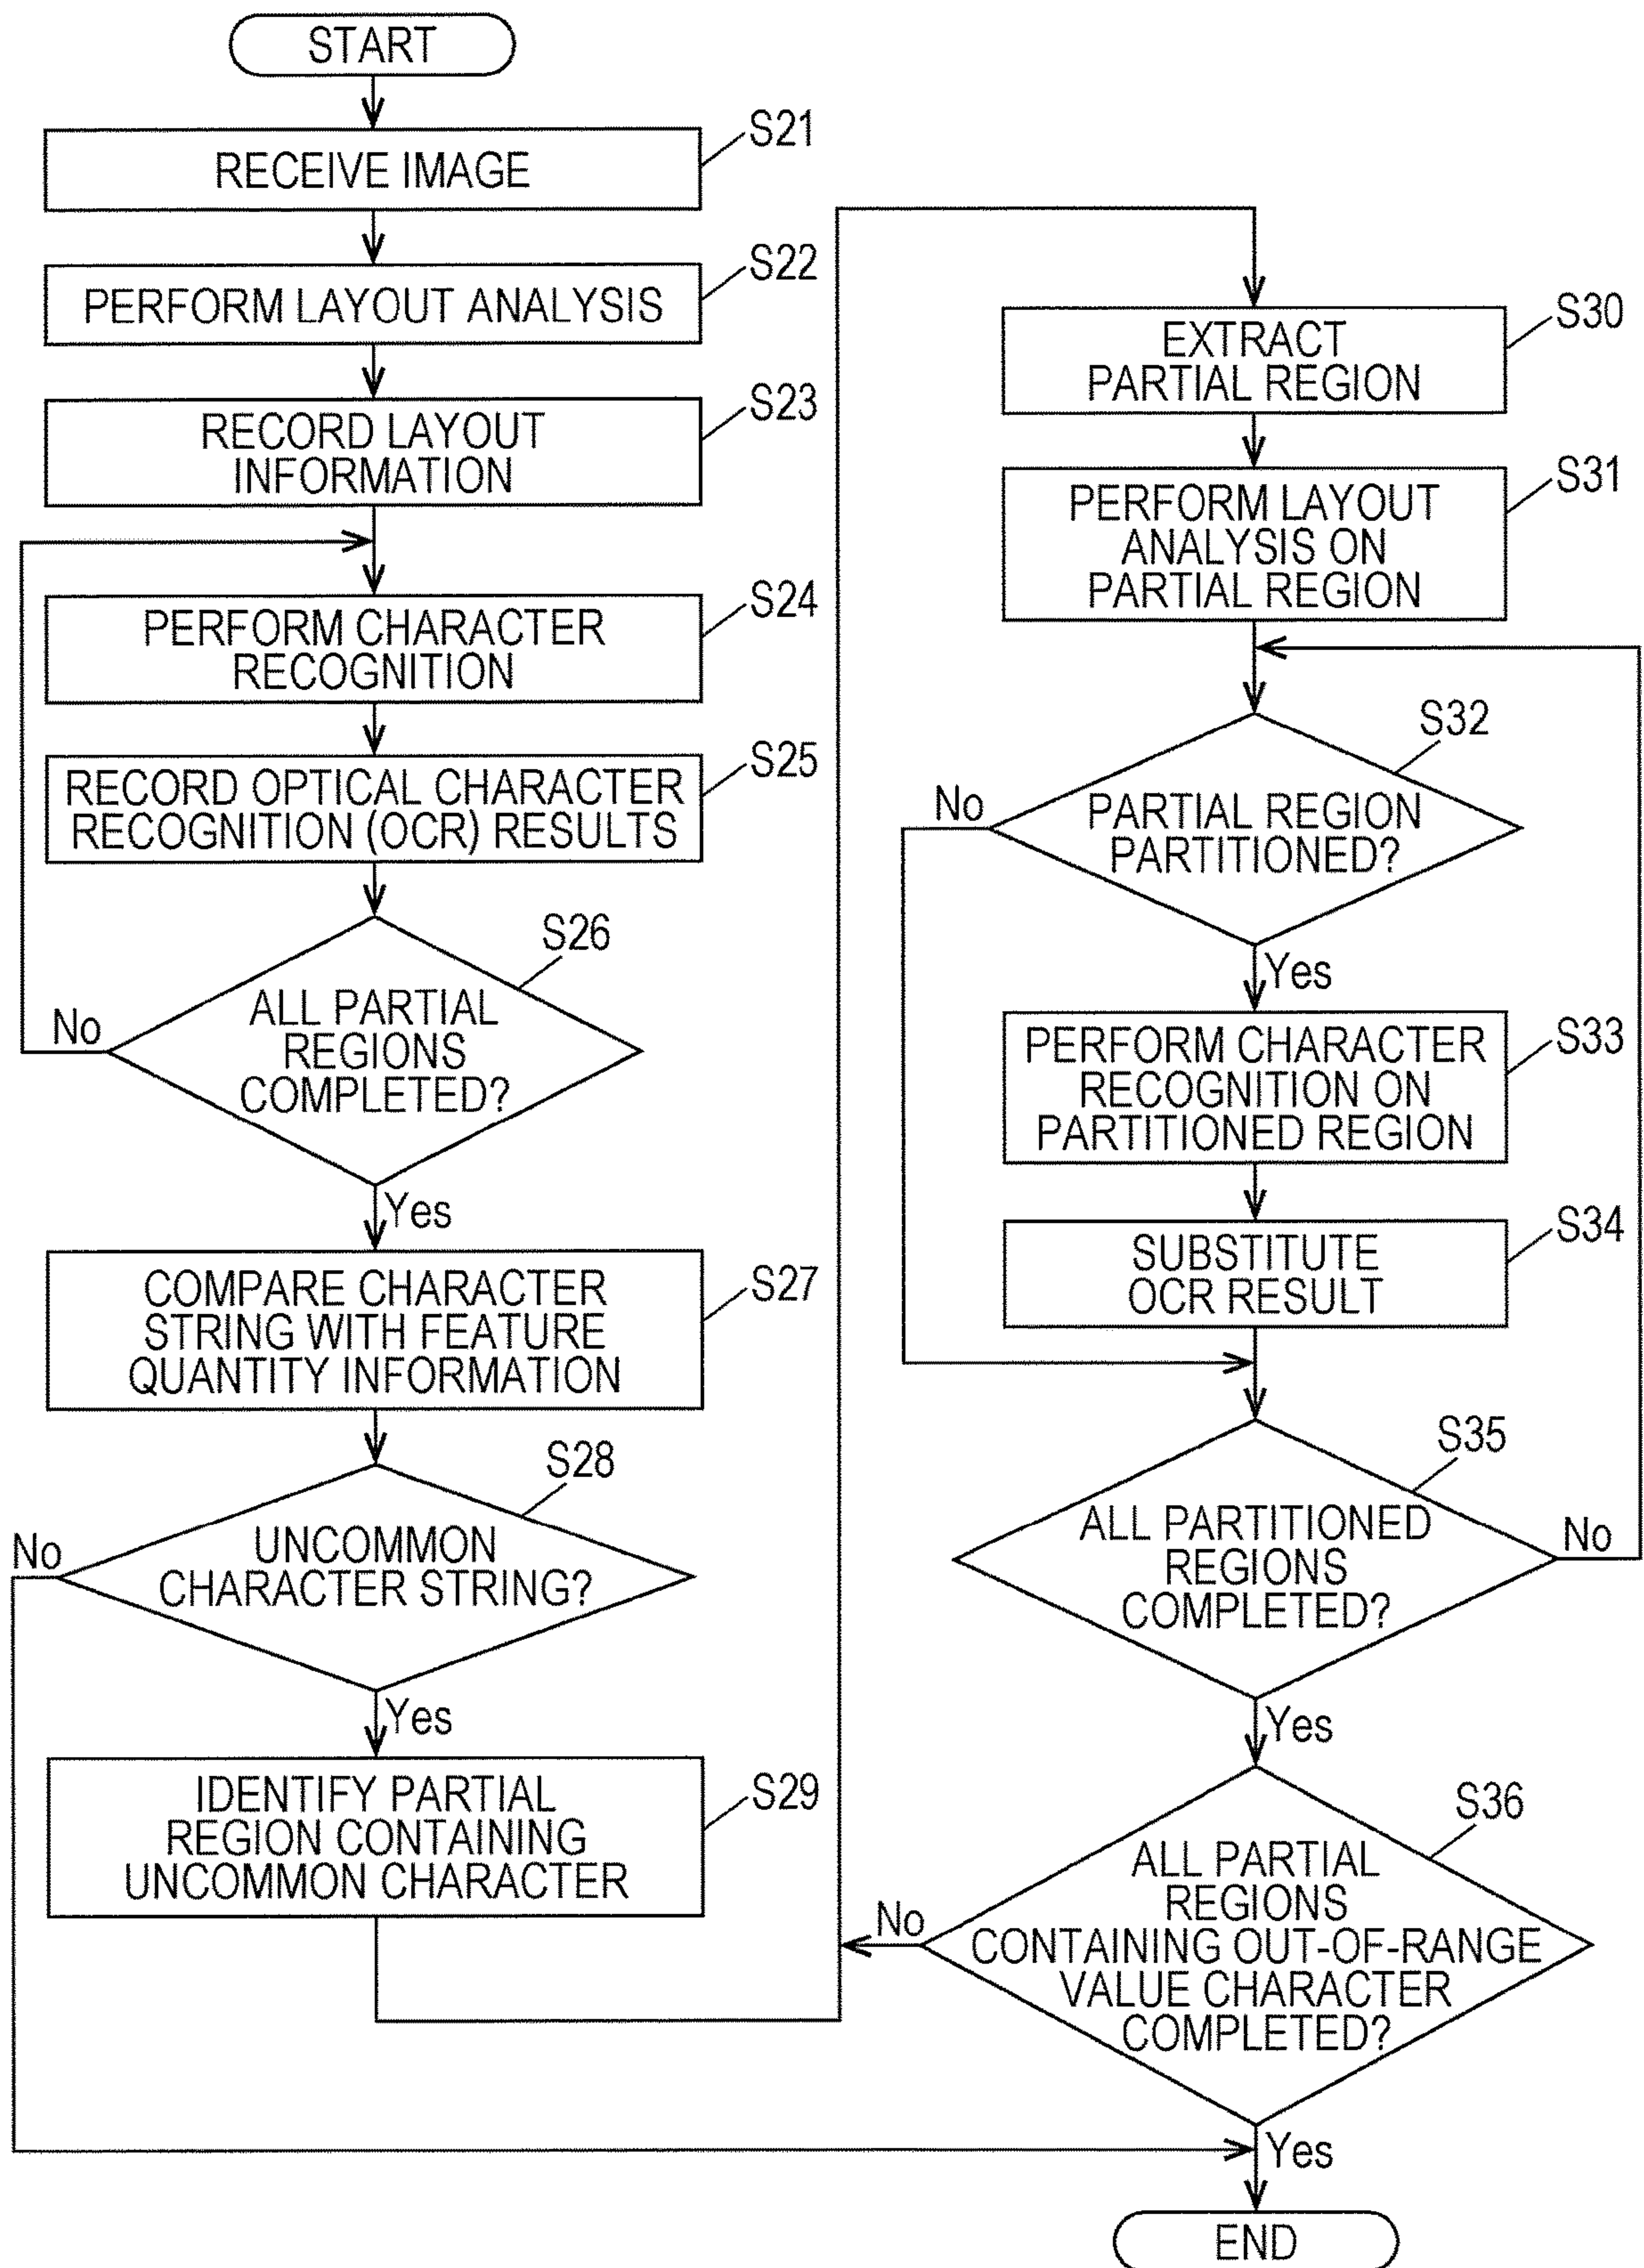 START
S21
RECEIVE IMAGE
S22
PERFORM LAYOUT ANALYSIS
S23
RECORD LAYOUT
INFORMATION
S24
PERFORM CHARACTER
RECOGNITION
S25
RECORD OPTICAL CHARACTER
RECOGNITION (OCR) RESULTS
S26
ALL PARTIAL
REGIONS
COMPLETED?
No
Yes
S27
COMPARE CHARACTER
STRING WITH FEATURE
QUANTITY INFORMATION
S28
UNCOMMON
CHARACTER STRING?
No
Yes
S29
IDENTIFY PARTIAL
REGION CONTAINING
UNCOMMON CHARACTER
S30
EXTRACT
PARTIAL REGION
S31
PERFORM LAYOUT
ANALYSIS ON
PARTIAL REGION
S32
PARTIAL REGION
PARTITIONED?
No
Yes
S33
PERFORM CHARACTER
RECOGNITION ON
PARTITIONED REGION
S34
SUBSTITUTE
OCR RESULT
S35
ALL PARTITIONED
REGIONS
COMPLETED?
No
Yes
S36
ALL PARTIAL
REGIONS
CONTAINING OUT-OF-RANGE
VALUE CHARACTER
COMPLETED?
No
Yes
END